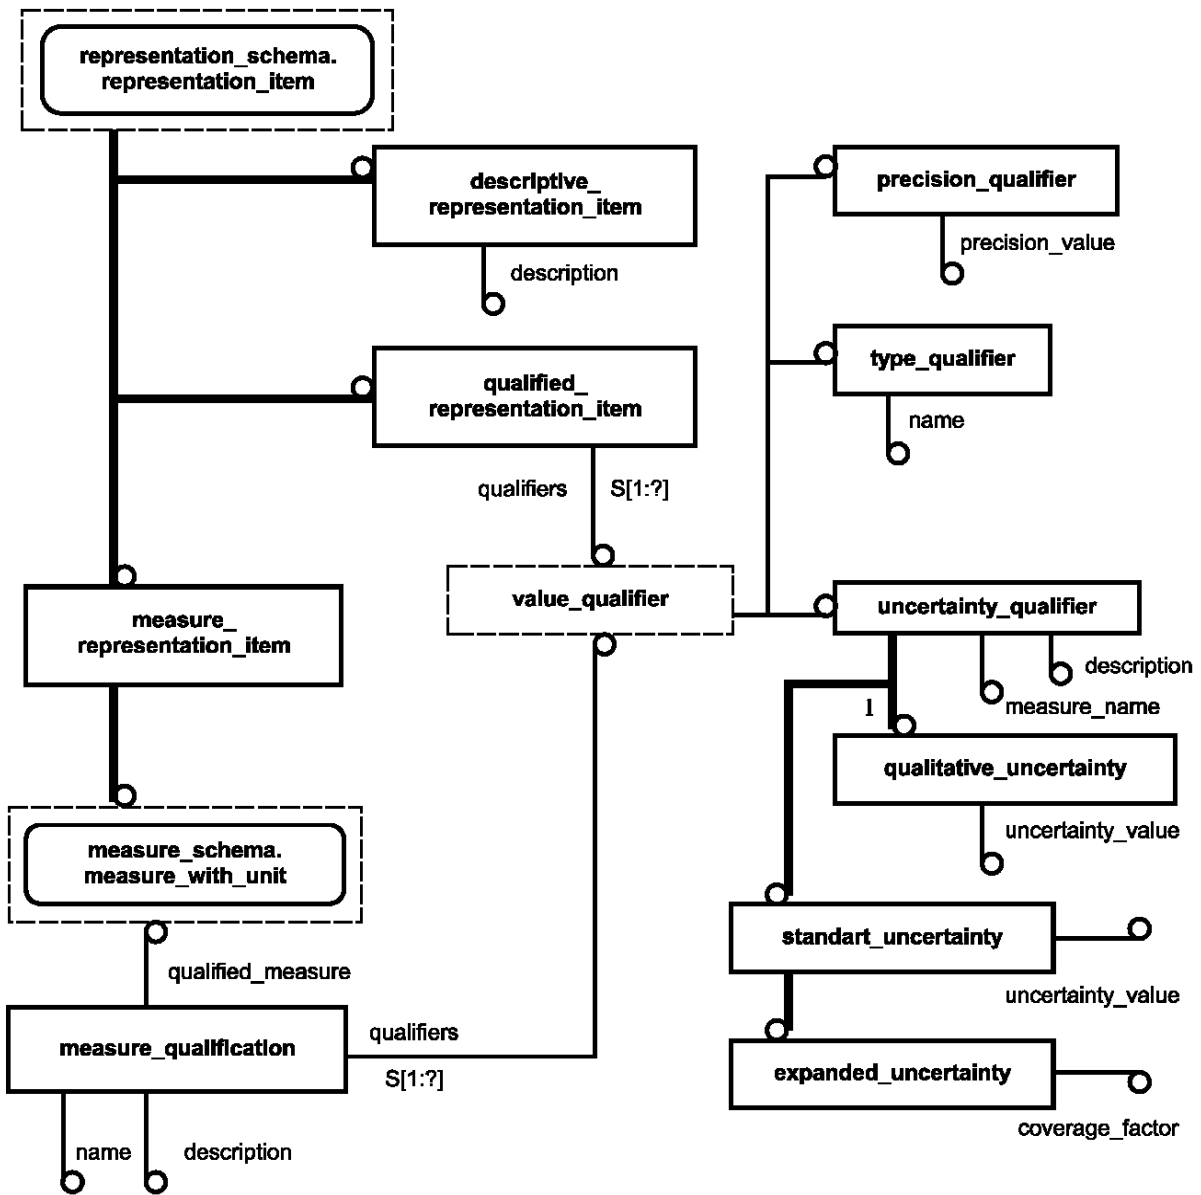 representation_schema.
representation_item
descriptive_
representation_item
description
precision_qualifier
precision_value
type_qualifier
name
qualified_
representation_item
qualifiers S[1:?]
value_qualifier
uncertainty_qualifier
description
measure_name
1
qualitative_uncertainty
uncertainty_value
measure_
representation_item
measure_schema.
measure_with_unit
qualified_measure
measure_qualification
qualifiers
S[1:?]
name description
standart_uncertainty
uncertainty_value
expanded_uncertainty
coverage_factor